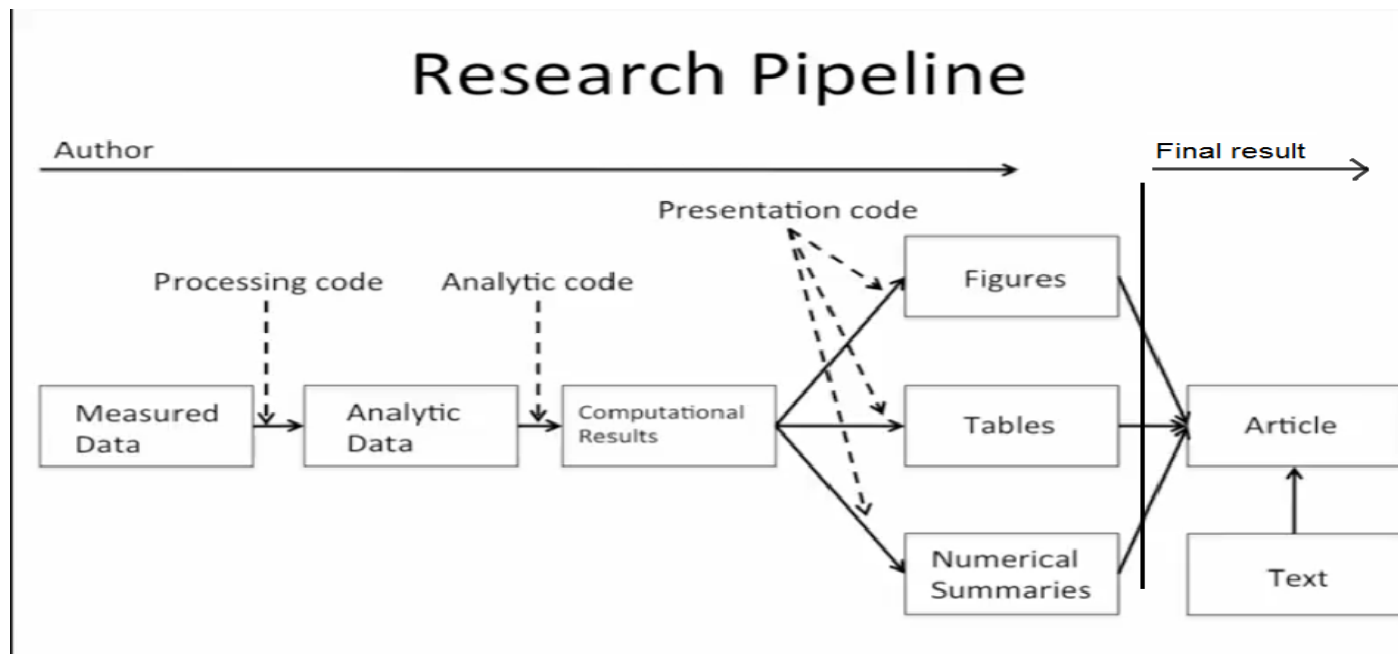 Research Pipeline
Author
Final result
Presentation code
Processing code
Analytic code
Figures
Measured
Data
Analytic
Data
Computational
Results
Tables
Article
Numerical
Summaries
Text